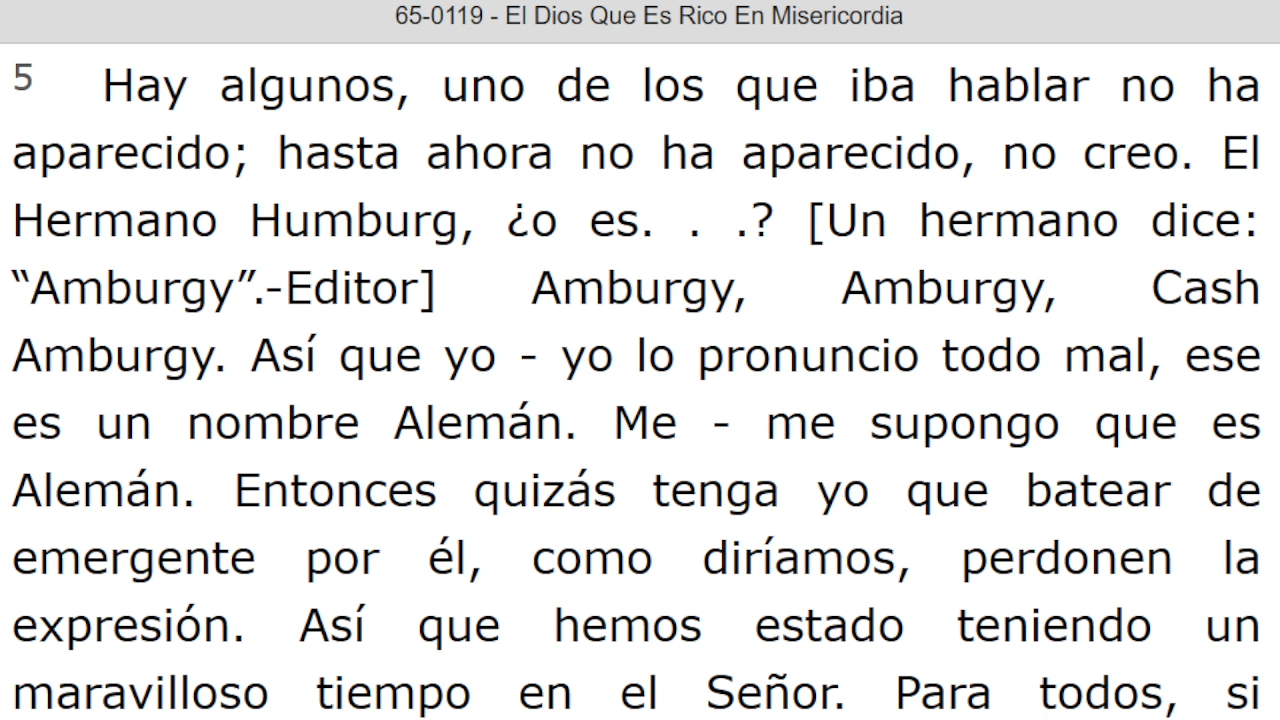 65-0119 - El Dios Que Es Rico En Misericordia
5 Hay algunos, uno de los que iba hablar no ha
aparecido; hasta ahora no ha aparecido, no creo. El
Hermano Humburg, ¿o es. . .? [Un hermano dice:
“Amburgy”.-Editor] Amburgy, Amburgy, Cash
Amburgy. Así que yo - yo lo pronuncio todo mal, ese
es un nombre Alemán. Me - me supongo que es
Alemán. Entonces quizás tenga yo que batear de
emergente por él, como diríamos, perdonen la
expresión. Así que hemos estado teniendo un
maravilloso tiempo en el Señor. Para todos, si